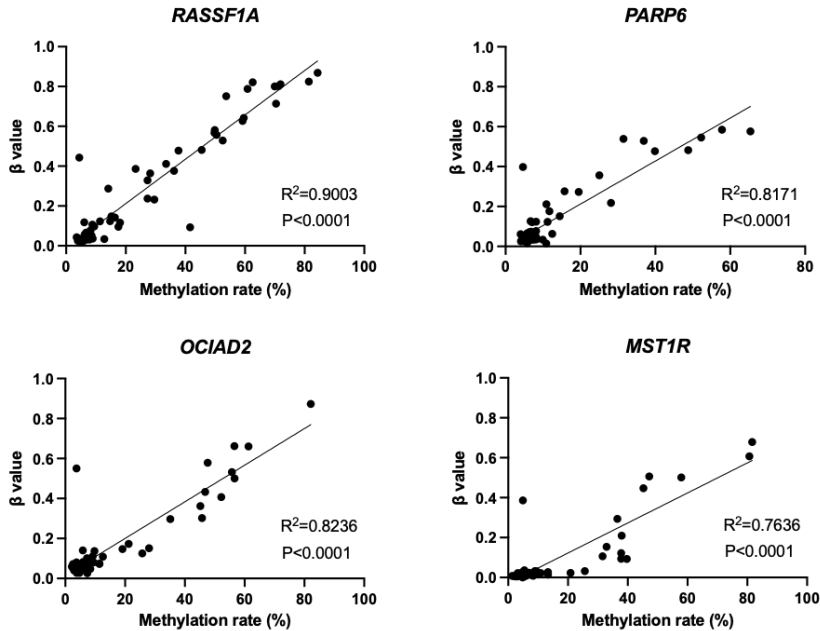 RASSF1A
1.0
0.8
0.6
0.4
0.2
0.0
β value
R²=0.9003
P<0.0001
0 20 40 60 80 100
Methylation rate (%)
PARP6
1.0
0.8
0.6
0.4
0.2
0.0
β value
R²=0.8171
P<0.0001
0 20 40 60 80
Methylation rate (%)
OCIAD2
1.0
0.8
0.6
0.4
0.2
0.0
β value
R²=0.8236
P<0.0001
0 20 40 60 80 100
Methylation rate (%)
MST1R
1.0
0.8
0.6
0.4
0.2
0.0
β value
R²=0.7636
P<0.0001
0 20 40 60 80 100
Methylation rate (%)